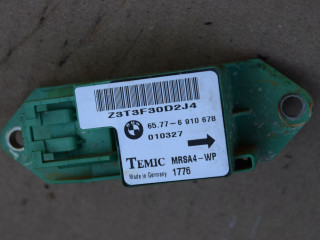 Z3T3F30D2J4
65.77-6 910 678
010327
TEMIC MRSA4-WP
Made in Germany 1776